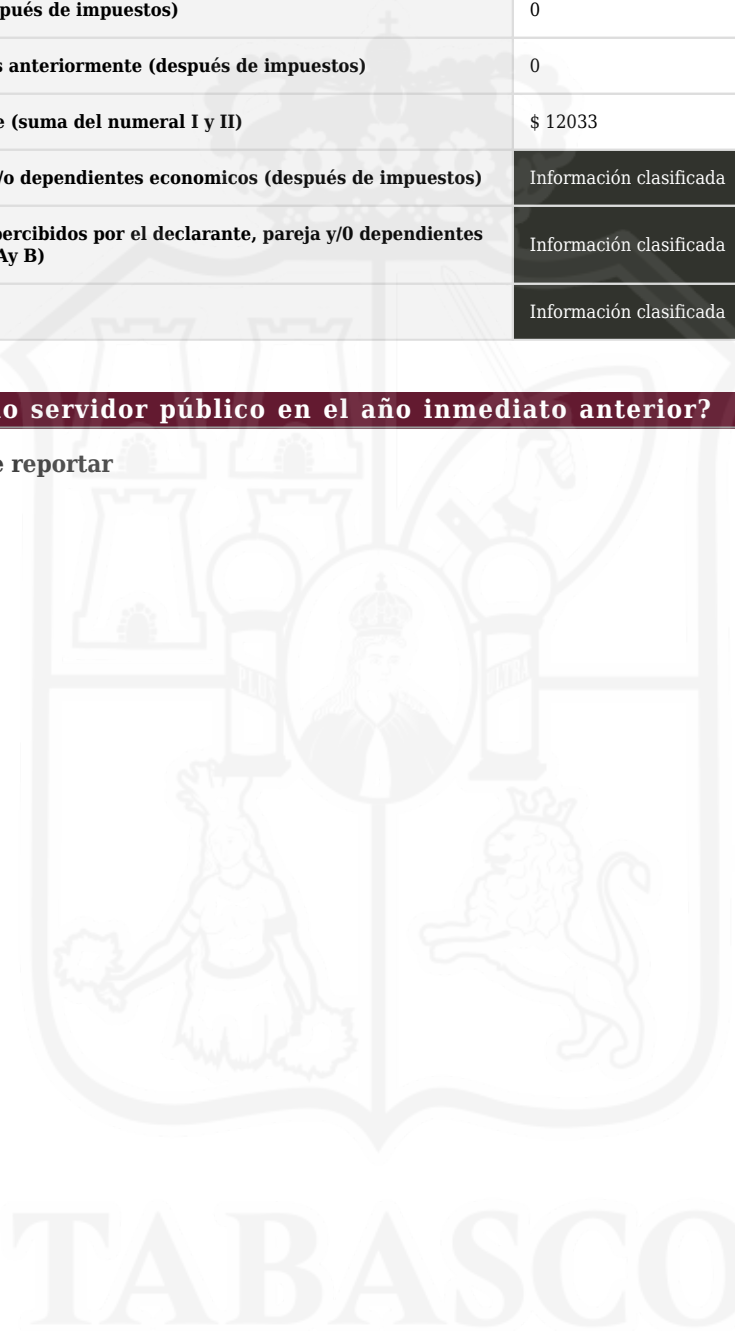 pués de impuestos)
0
s anteriormente (después de impuestos)
0
e (suma del numeral I y II)
$ 12033
/o dependientes economicos (después de impuestos)
Información clasificada
percibidos por el declarante, pareja y/0 dependientes
Ay B)
Información clasificada
Información clasificada
o servidor público en el año inmediato anterior?
e reportar
PLUS
ULTRA
TABASCO